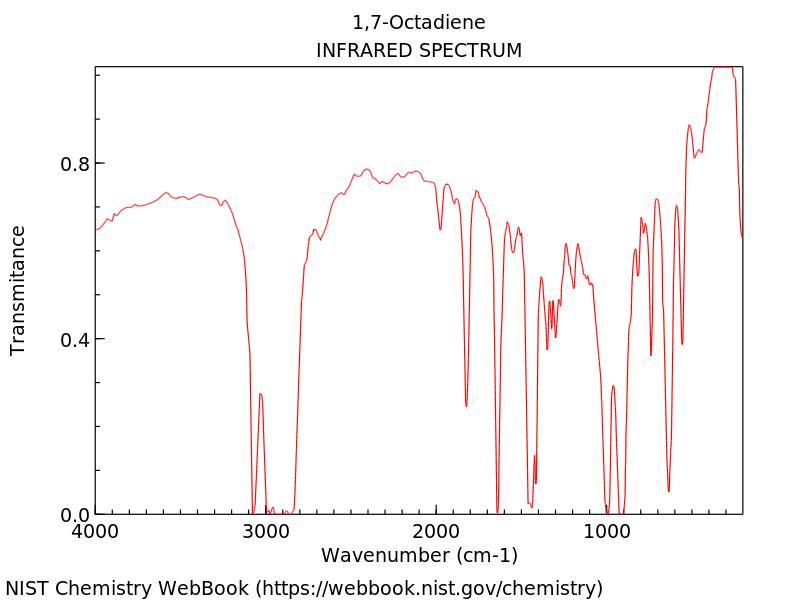 1,7-Octadiene
INFRARED SPECTRUM
Transmitance
0.8
0.4
0.0
4000 3000 2000 1000
Wavenumber (cm-1)
NIST Chemistry WebBook (https://webbook.nist.gov/chemistry)